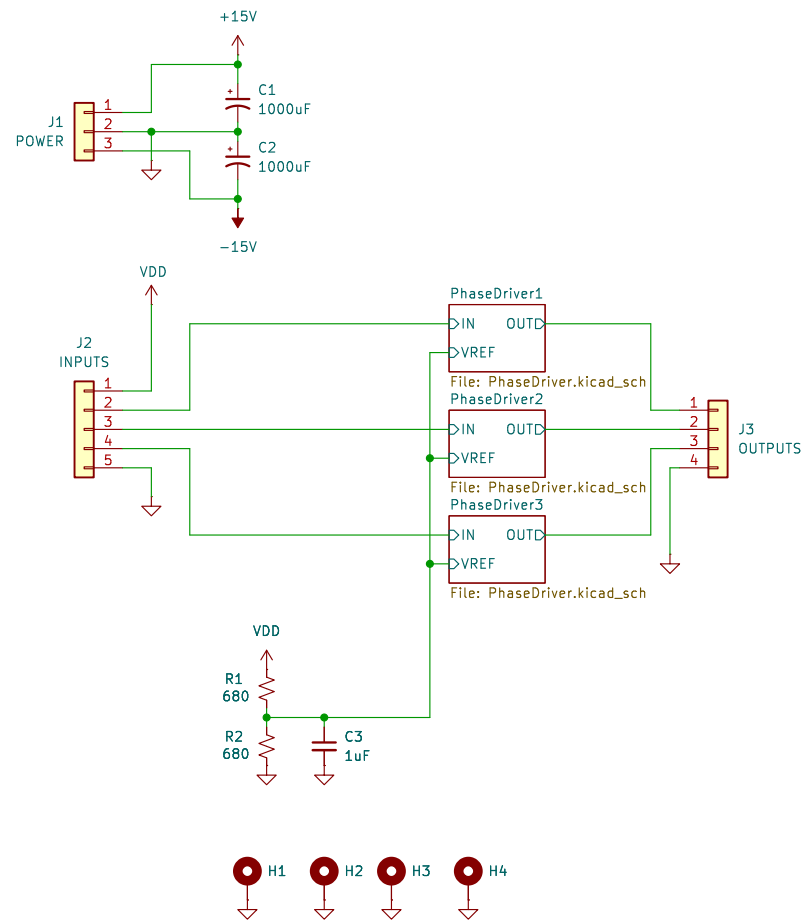 +15V
C1
1000uF
J1
POWER
1
2
3
C2
1000uF
-15V
VDD
J2
INPUTS
1
2
3
4
5
PhaseDriver1
IN
OUT
VREF
File: PhaseDriver.kicad_sch
PhaseDriver2
IN
OUT
VREF
File: PhaseDriver.kicad_sch
PhaseDriver3
IN
OUT
VREF
File: PhaseDriver.kicad_sch
1
2
3
4
J3
OUTPUTS
VDD
R1
680
R2
680
C3
1uF
H1
H2
H3
H4